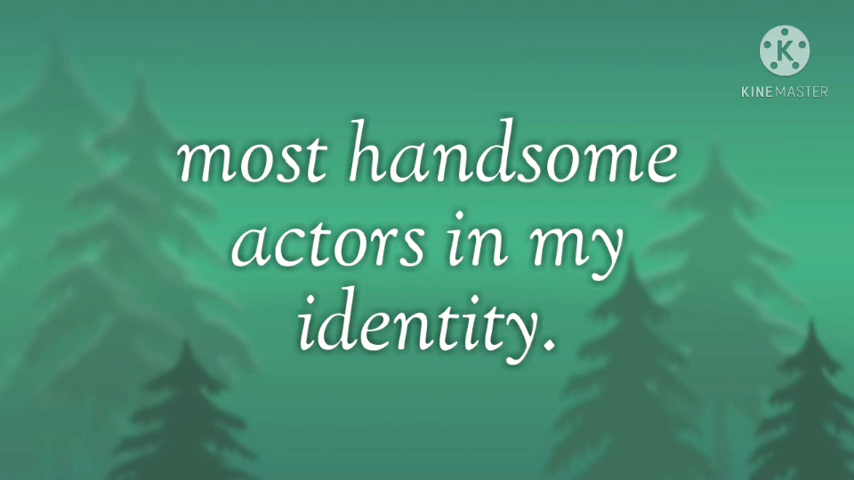 K
KINEMASTER
most handsome
actors in my
identity.